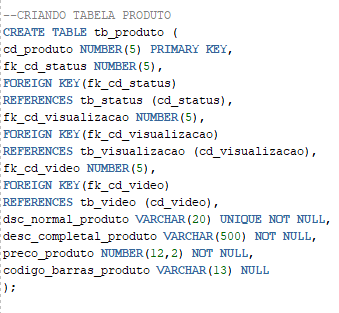 --CRIANDO TABELA PRODUTO
CREATE TABLE tb_produto (
cd_produto NUMBER(5) PRIMARY KEY,
fk_cd_status NUMBER(5),
FOREIGN KEY(fk_cd_status)
REFERENCES tb_status (cd_status),
fk_cd_visualizacao NUMBER(5),
FOREIGN KEY(fk_cd_visualizacao)
REFERENCES tb_visualizacao (cd_visualizacao),
fk_cd_video NUMBER(5),
FOREIGN KEY(fk_cd_video)
REFERENCES tb_video (cd_video),
dsc_normal_produto VARCHAR(20) UNIQUE NOT NULL,
desc_completal_produto VARCHAR(500) NOT NULL,
preco_produto NUMBER(12,2) NOT NULL,
codigo_barras_produto VARCHAR(13) NULL
);